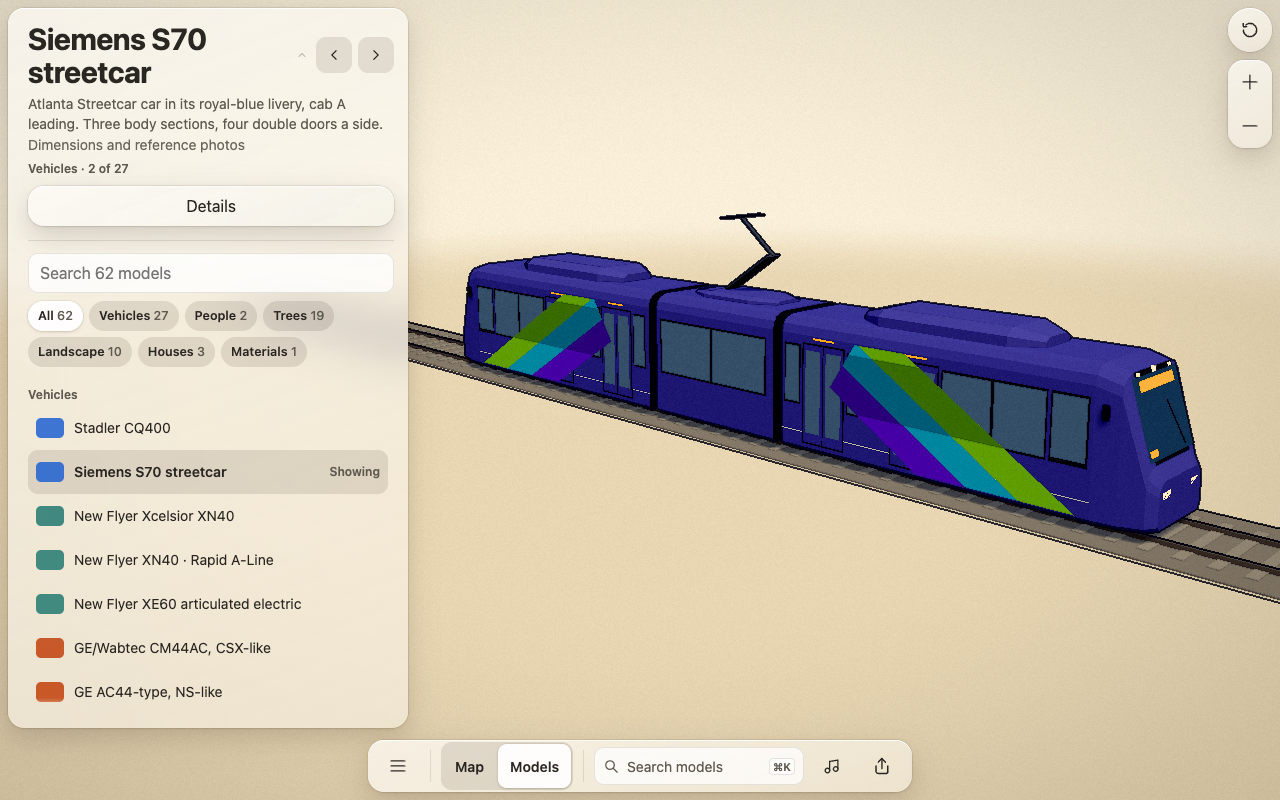 Siemens S70
streetcar
Atlanta Streetcar car in its royal-blue livery, cab A
leading. Three body sections, four double doors a side.
Dimensions and reference photos
Vehicles · 2 of 27
Details
Search 62 models
All 62
Vehicles 27
People 2
Trees 19
Landscape 10
Houses 3
Materials 1
Vehicles
Stadler CQ400
Siemens S70 streetcar
Showing
New Flyer Xcelsior XN40
New Flyer XN40 · Rapid A-Line
New Flyer XE60 articulated electric
GE/Wabtec CM44AC, CSX-like
GE AC44-type, NS-like
Map
Models
Search models
⌘K